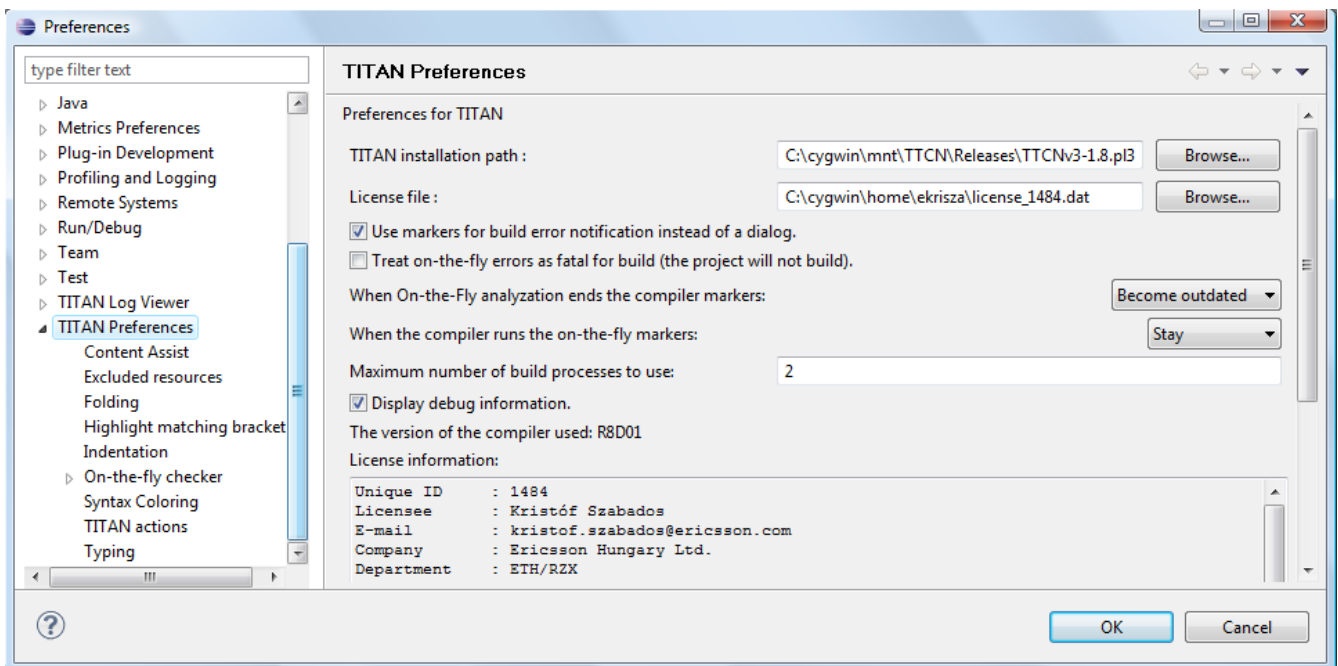 Preferences
type filter text
Java
Metrics Preferences
Plug-in Development
Profiling and Logging
Remote Systems
Run/Debug
Team
Test
TITAN Log Viewer
TITAN Preferences
Content Assist
Excluded resources
Folding
Highlight matching bracket
Indentation
On-the-fly checker
Syntax Coloring
TITAN actions
Typing
TITAN Preferences
Preferences for TITAN
TITAN installation path : C:\cygwin\mnt\TTCN\Releases\TTCNv3-1.8.pl3 Browse...
License file : C:\cygwin\home\ekrisza\license_1484.dat Browse...
Use markers for build error notification instead of a dialog.
Treat on-the-fly errors as fatal for build (the project will not build).
When On-the-Fly analyzation ends the compiler markers: Become outdated
When the compiler runs the on-the-fly markers: Stay
Maximum number of build processes to use: 2
Display debug information.
The version of the compiler used: R8D01
License information:
Unique ID : 1484
Licensee : Kristóf Szabados
E-mail : kristof.szabados@ericsson.com
Company : Ericsson Hungary Ltd.
Department : ETH/RZX
OK Cancel